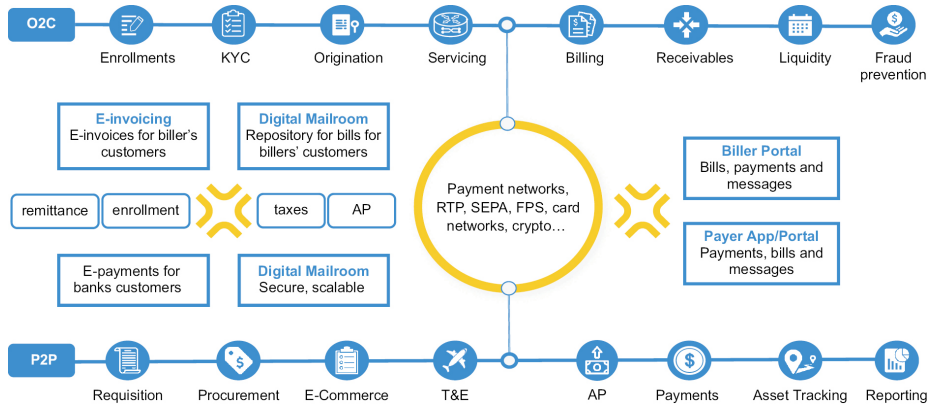 O2C
Enrollments
KYC
Origination
Servicing
Billing
Receivables
Liquidity
Fraud
prevention
E-invoicing
E-invoices for biller's
customers
Digital Mailroom
Repository for bills for
billers' customers
remittance
enrollment
taxes
AP
E-payments for
banks customers
Digital Mailroom
Secure, scalable
Payment networks,
RTP, SEPA, FPS, card
networks, crypto...
Biller Portal
Bills, payments and
messages
Payer App/Portal
Payments, bills and
messages
P2P
Requisition
Procurement
E-Commerce
T&E
AP
Payments
Asset Tracking
Reporting